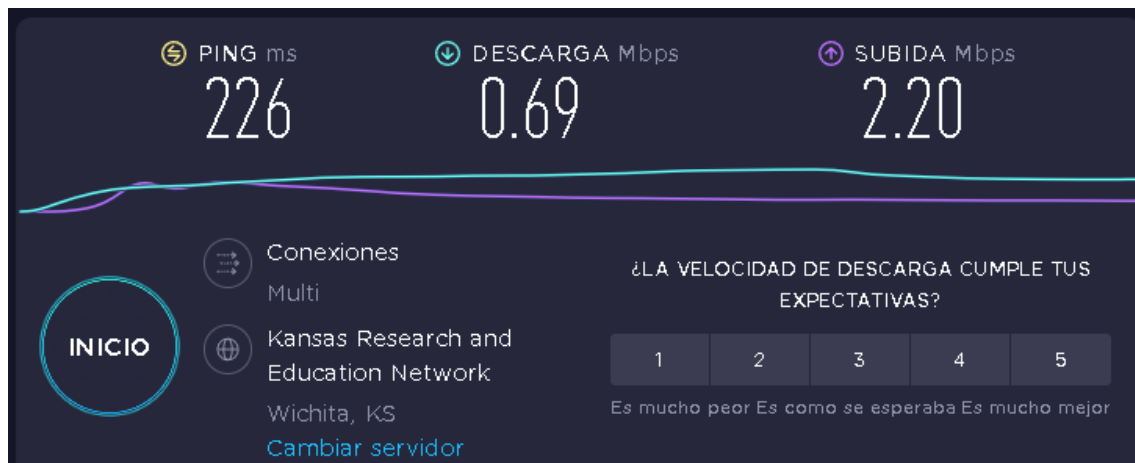 PING ms
226
DESCARGA Mbps
0.69
SUBIDA Mbps
2.20
INICIO
Conexiones
Multi
Kansas Research and
Education Network
Wichita, KS
Cambiar servidor
¿LA VELOCIDAD DE DESCARGA CUMPLE TUS
EXPECTATIVAS?
1 2 3 4 5
Es mucho peor Es como se esperaba Es mucho mejor